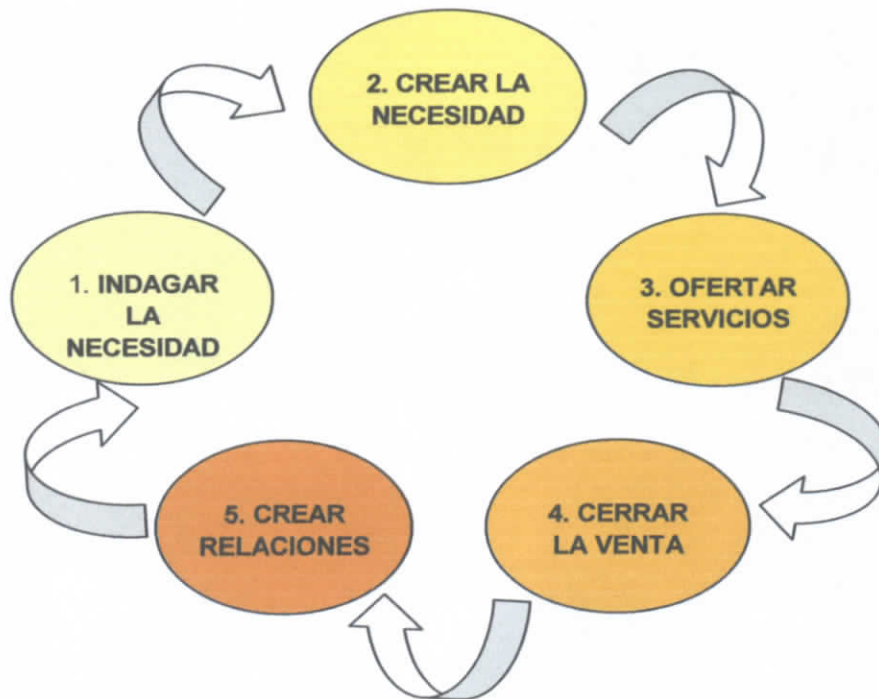 1. INDAGAR
LA
NECESIDAD
2. CREAR LA
NECESIDAD
3. OFERTAR
SERVICIOS
4. CERRAR
LA VENTA
5. CREAR
RELACIONES